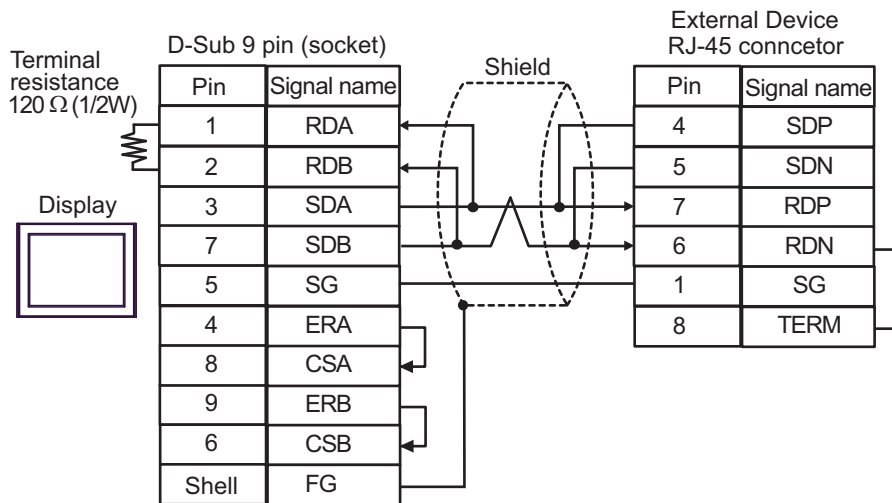 D-Sub 9 pin (socket)
Terminal
resistance
120 Ω (1/2W)
Display
Pin Signal name
1 RDA
2 RDB
3 SDA
7 SDB
5 SG
4 ERA
8 CSA
9 ERB
6 CSB
Shell FG
Shield
External Device
RJ-45 conncetor
Pin Signal name
4 SDP
5 SDN
7 RDP
6 RDN
1 SG
8 TERM